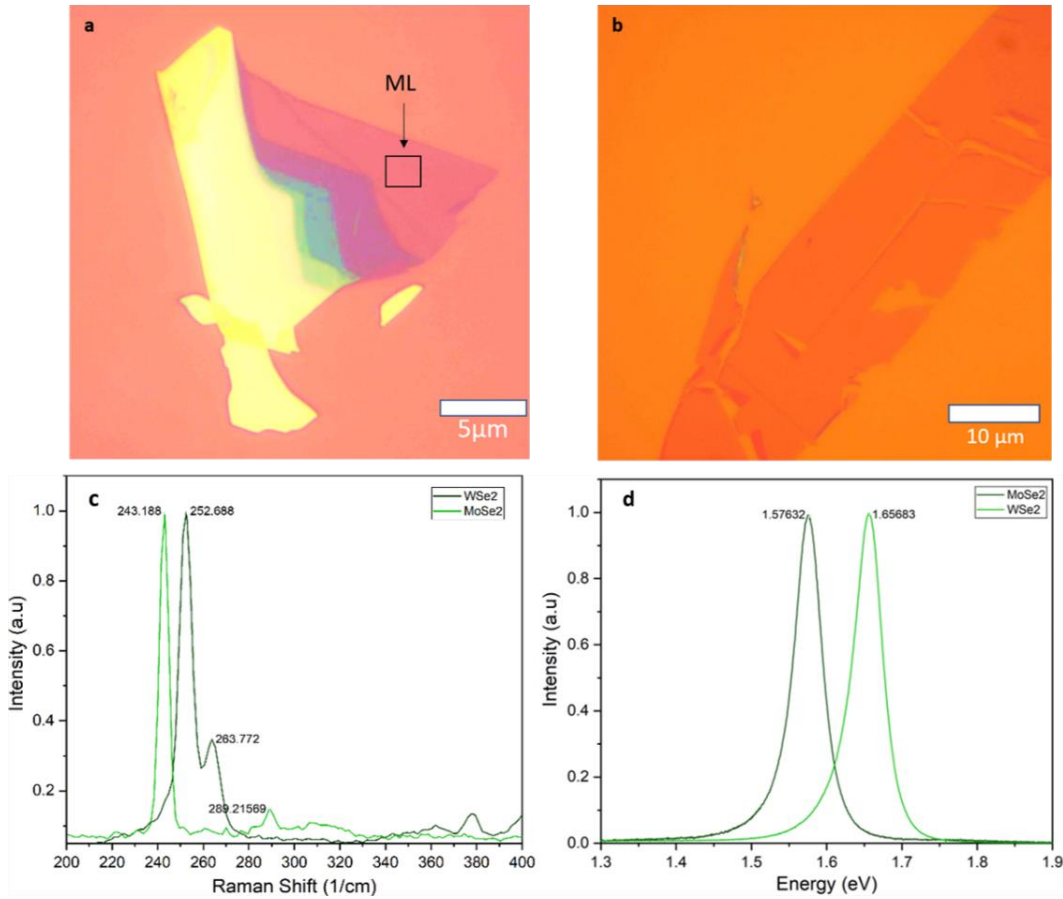 a
ML
5µm
b
10 µm
c
WSe2
MoSe2
243.188
252.688
263.772
289.21569
1.0
0.8
0.6
0.4
0.2
Intensity (a.u)
200 220 240 260 280 300 320 340 360 380 400
Raman Shift (1/cm)
d
MoSe2
WSe2
1.57632
1.65683
1.0
0.8
0.6
0.4
0.2
0.0
Intensity (a.u)
1.3 1.4 1.5 1.6 1.7 1.8 1.9
Energy (eV)